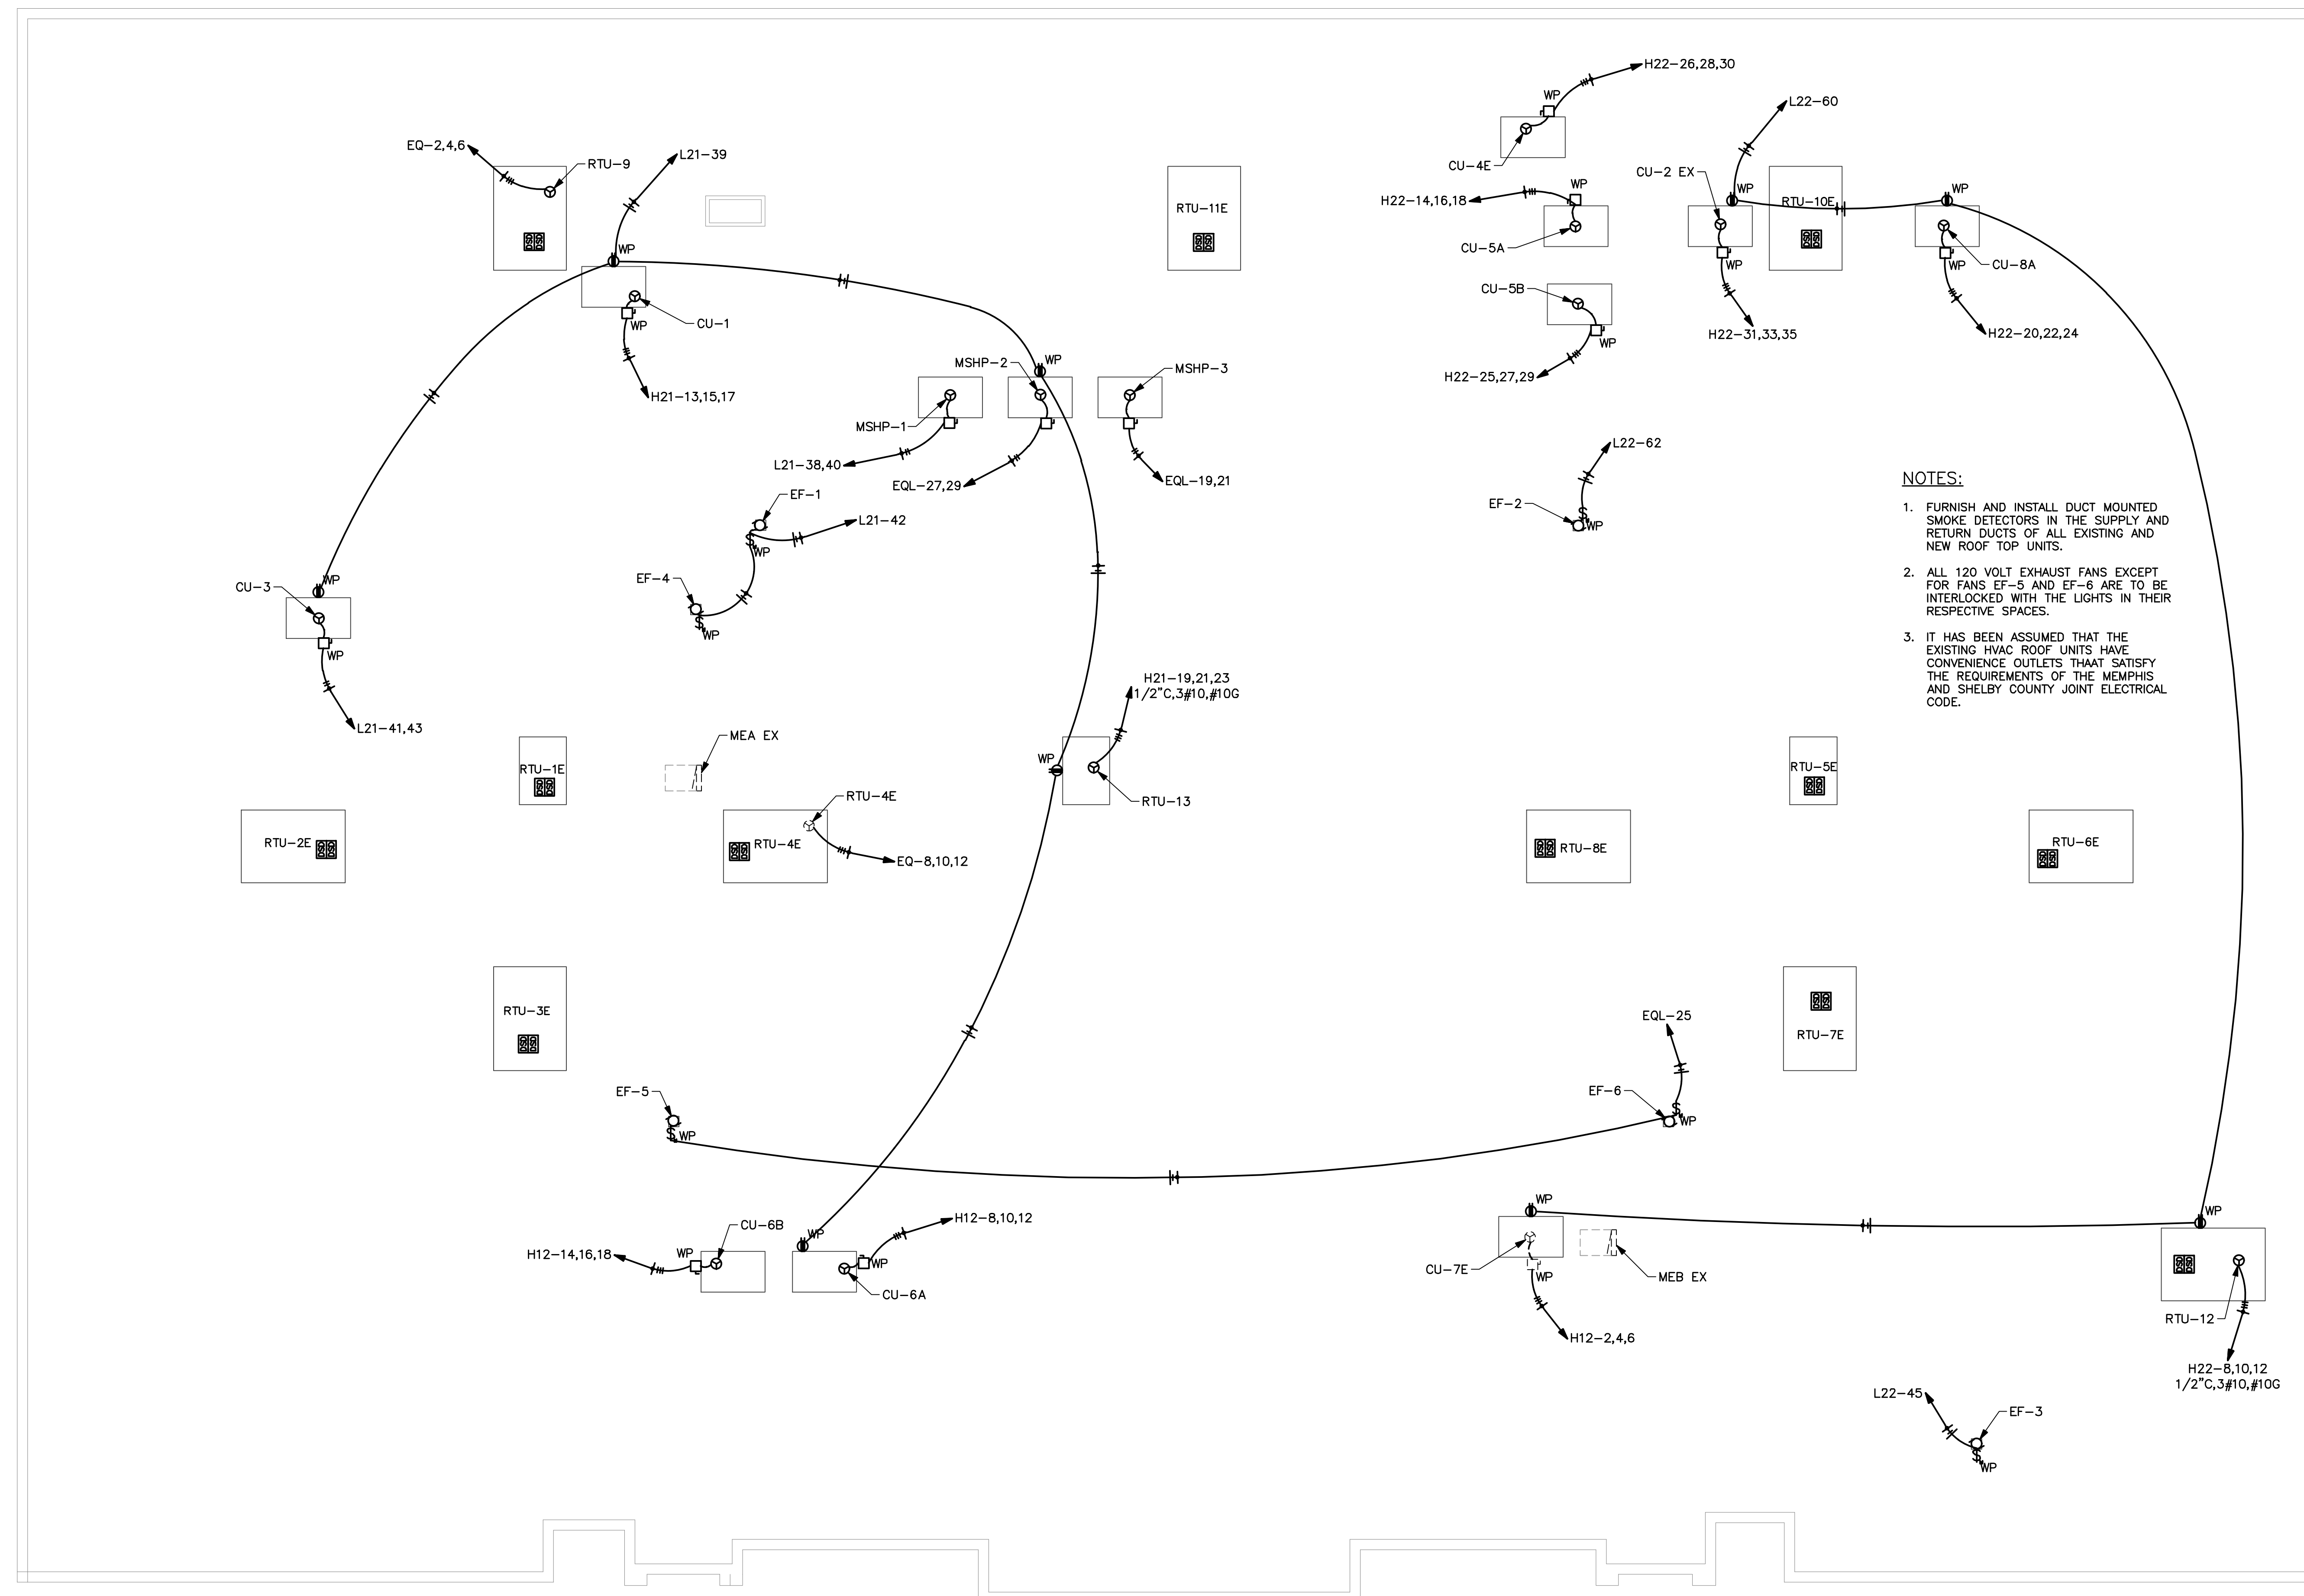 H22-26,28,30
WP
CU-4E
L22-60
EQ-2,4,6
RTU-9
L21-39
CU-2 EX
WP
WP
WP
H22-14,16,18
RTU-10E
RTU-11E
CU-5A
WP
WP
WP
CU-8A
WP
CU-5B
CU-1
WP
H22-31,33,35
H22-20,22,24
WP
MSHP-2
WP
MSHP-3
H22-25,27,29
H21-13,15,17
MSHP-1
L22-62
L21-38,40
EQL-27,29
EQL-19,21
EF-1
L21-42
WP
EF-2
WP
EF-4
WP
CU-3
WP
WP
L21-41,43
NOTES:
1. FURNISH AND INSTALL DUCT MOUNTED
SMOKE DETECTORS IN THE SUPPLY AND
RETURN DUCTS OF ALL EXISTING AND
NEW ROOF TOP UNITS.
2. ALL 120 VOLT EXHAUST FANS EXCEPT
FOR FANS EF-5 AND EF-6 ARE TO BE
INTERLOCKED WITH THE LIGHTS IN THEIR
RESPECTIVE SPACES.
3. IT HAS BEEN ASSUMED THAT THE
EXISTING HVAC ROOF UNITS HAVE
CONVENIENCE OUTLETS THAAT SATISFY
THE REQUIREMENTS OF THE MEMPHIS
AND SHELBY COUNTY JOINT ELECTRICAL
CODE.
H21-19,21,23
1/2"C,3#10,#10G
MEA EX
WP
RTU-1E
RTU-5E
RTU-4E
RTU-13
RTU-2E
RTU-4E
RTU-8E
RTU-6E
EQ-8,10,12
RTU-3E
EQL-25
RTU-7E
EF-5
EF-6
WP
WP
WP
WP
H12-8,10,12
CU-6B
WP
H12-14,16,18
WP
WP
CU-7E
WP
MEB EX
CU-6A
RTU-12
H12-2,4,6
H22-8,10,12
1/2"C,3#10,#10G
L22-45
EF-3
WP